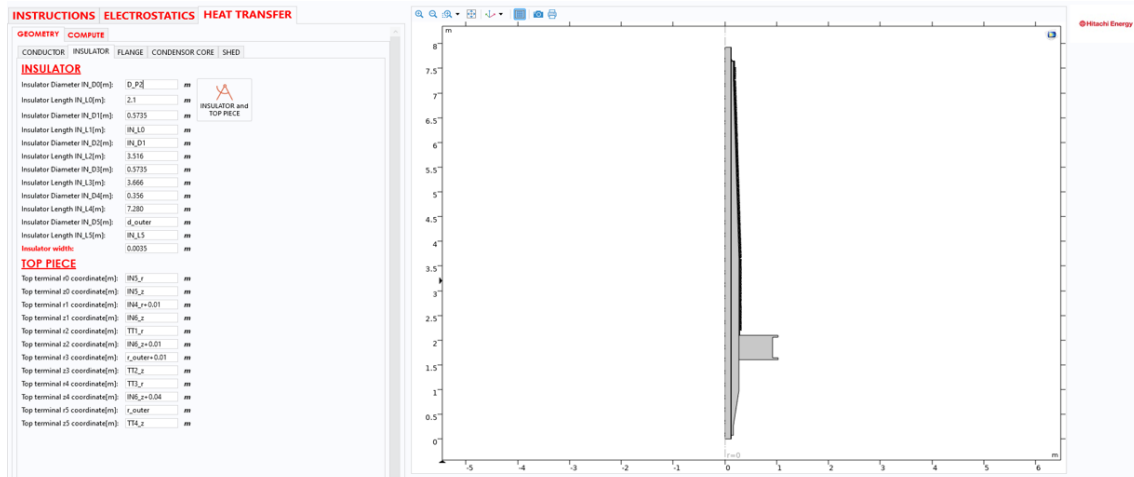 INSTRUCTIONS ELECTROSTATICS HEAT TRANSFER
GEOMETRY COMPUTE
CONDUCTOR INSULATOR FLANGE CONDENSOR CORE SHED
INSULATOR
Insulator Diameter IN_D0[m]: D_P2 m
Insulator Length IN_L0[m]: 2.1 m
Insulator Diameter IN_D1[m]: 0.5735 m
Insulator Length IN_L1[m]: IN_L0 m
Insulator Diameter IN_D2[m]: IN_D1 m
Insulator Length IN_L2[m]: 3.516 m
Insulator Diameter IN_D3[m]: 0.5735 m
Insulator Length IN_L3[m]: 3.666 m
Insulator Diameter IN_D4[m]: 0.356 m
Insulator Length IN_L4[m]: 7.280 m
Insulator Diameter IN_D5[m]: d_outer m
Insulator Length IN_L5[m]: IN_L5 m
Insulator width: 0.0035 m
INSULATOR and
TOP PIECE
TOP PIECE
Top terminal r0 coordinate[m]: IN5_r m
Top terminal z0 coordinate[m]: IN5_z m
Top terminal r1 coordinate[m]: IN4_r+0.01 m
Top terminal z1 coordinate[m]: IN6_z m
Top terminal r2 coordinate[m]: TT1_r m
Top terminal z2 coordinate[m]: IN6_z+0.01 m
Top terminal r3 coordinate[m]: r_outer+0.01 m
Top terminal z3 coordinate[m]: TT2_z m
Top terminal r4 coordinate[m]: TT3_r m
Top terminal z4 coordinate[m]: IN6_z+0.04 m
Top terminal r5 coordinate[m]: r_outer m
Top terminal z5 coordinate[m]: TT4_z m
m
8
7.5
7
6.5
6
5.5
5
4.5
4
3.5
3
2.5
2
1.5
1
0.5
0
r=0
m
-5 -4 -3 -2 -1 0 1 2 3 4 5 6
Hitachi Energy